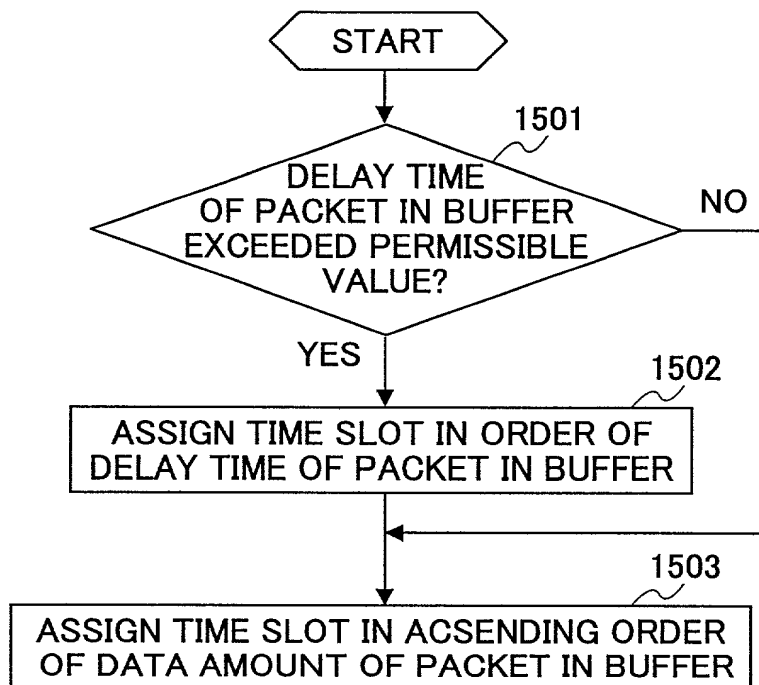 START
1501
DELAY TIME
OF PACKET IN BUFFER
EXCEEDED PERMISSIBLE
VALUE?
NO
YES
1502
ASSIGN TIME SLOT IN ORDER OF
DELAY TIME OF PACKET IN BUFFER
1503
ASSIGN TIME SLOT IN ACSENDING ORDER
OF DATA AMOUNT OF PACKET IN BUFFER